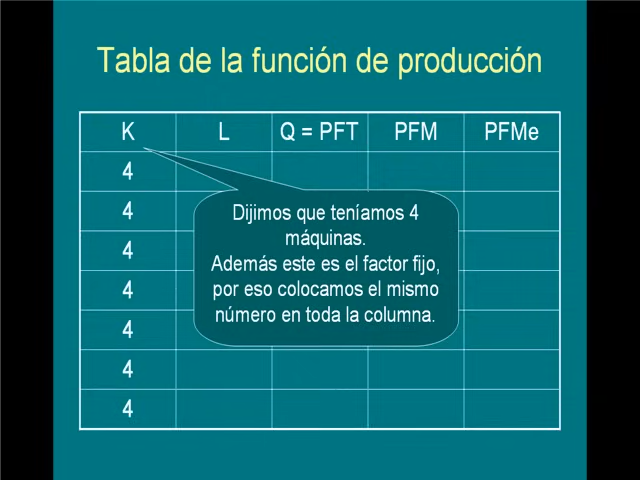 Tabla de la función de producción
K L Q = PFT PFM PFMe
4
4
4
4
4
4
4
Dijimos que teníamos 4
máquinas.
Además este es el factor fijo,
por eso colocamos el mismo
número en toda la columna.